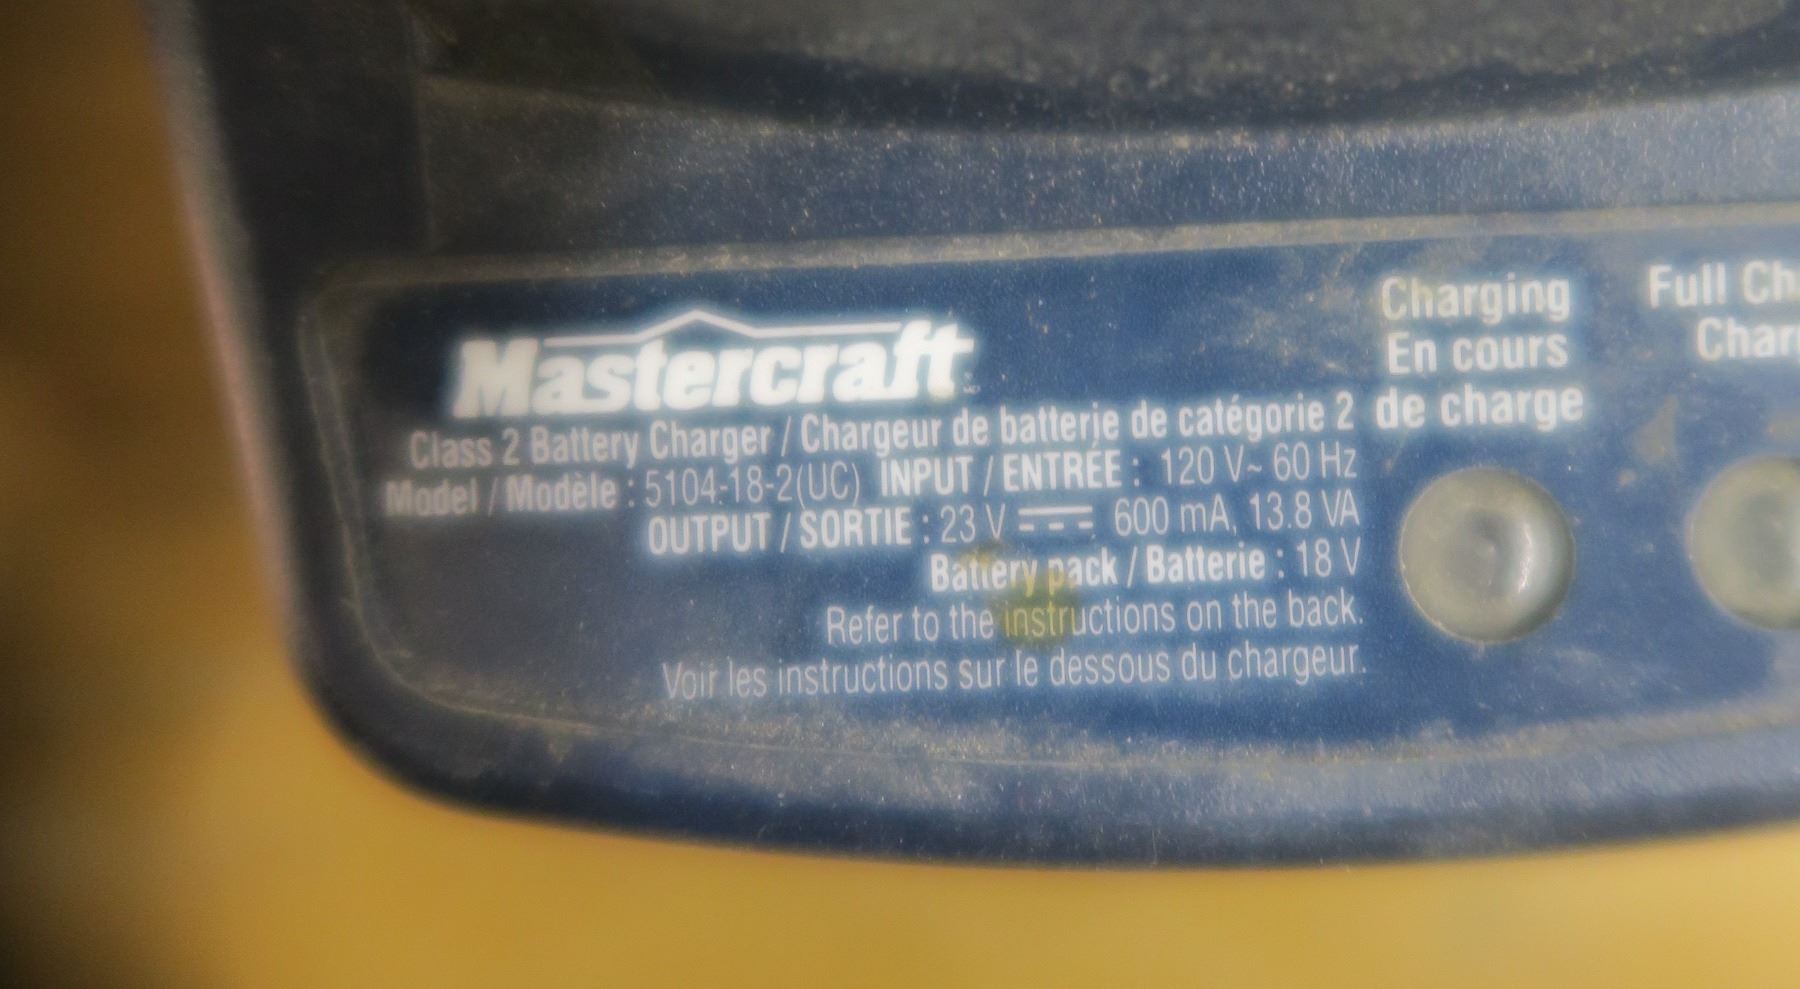 Mastercraft
Class 2 Battery Charger / Chargeur de batterie de catégorie 2
Model / Modèle : 5104-18-2(UC) INPUT / ENTRÉE : 120 V~ 60 Hz
OUTPUT / SORTIE : 23 V 600 mA, 13.8 VA
Battery pack / Batterie : 18 V
Refer to the instructions on the back.
Voir les instructions sur le dessous du chargeur.
Charging
En cours
de charge
Full